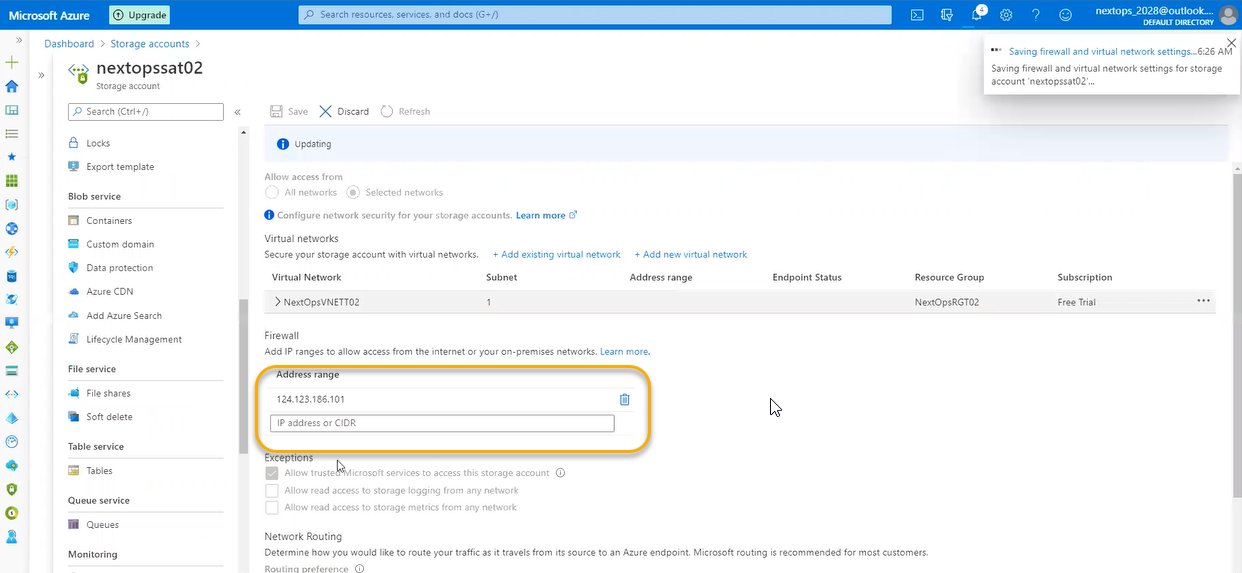 Microsoft Azure
Upgrade
Search resources, services, and docs (G+/)
4
nextops_2028@outlook....
DEFAULT DIRECTORY
Dashboard > Storage accounts >
Saving firewall and virtual network settings... 6:26 AM
Saving firewall and virtual network settings for storage
account 'nextopssat02'...
nextopssat02
Storage account
Search (Ctrl+/)
Save Discard Refresh
Locks
Export template
Blob service
Containers
Custom domain
Data protection
Azure CDN
Add Azure Search
Lifecycle Management
File service
File shares
Soft delete
Table service
Tables
Queue service
Queues
Monitoring
Updating
Allow access from
All networks Selected networks
Configure network security for your storage accounts. Learn more
Virtual networks
Secure your storage account with virtual networks. + Add existing virtual network + Add new virtual network
Virtual Network Subnet Address range Endpoint Status Resource Group Subscription
NextOpsVNETT02 1 NextOpsRGT02 Free Trial
Firewall
Add IP ranges to allow access from the internet or your on-premises networks. Learn more.
Address range
124.123.186.101
IP address or CIDR
Exceptions
Allow trusted Microsoft services to access this storage account
Allow read access to storage logging from any network
Allow read access to storage metrics from any network
Network Routing
Determine how you would like to route your traffic as it travels from its source to an Azure endpoint. Microsoft routing is recommended for most customers.
Routing preference